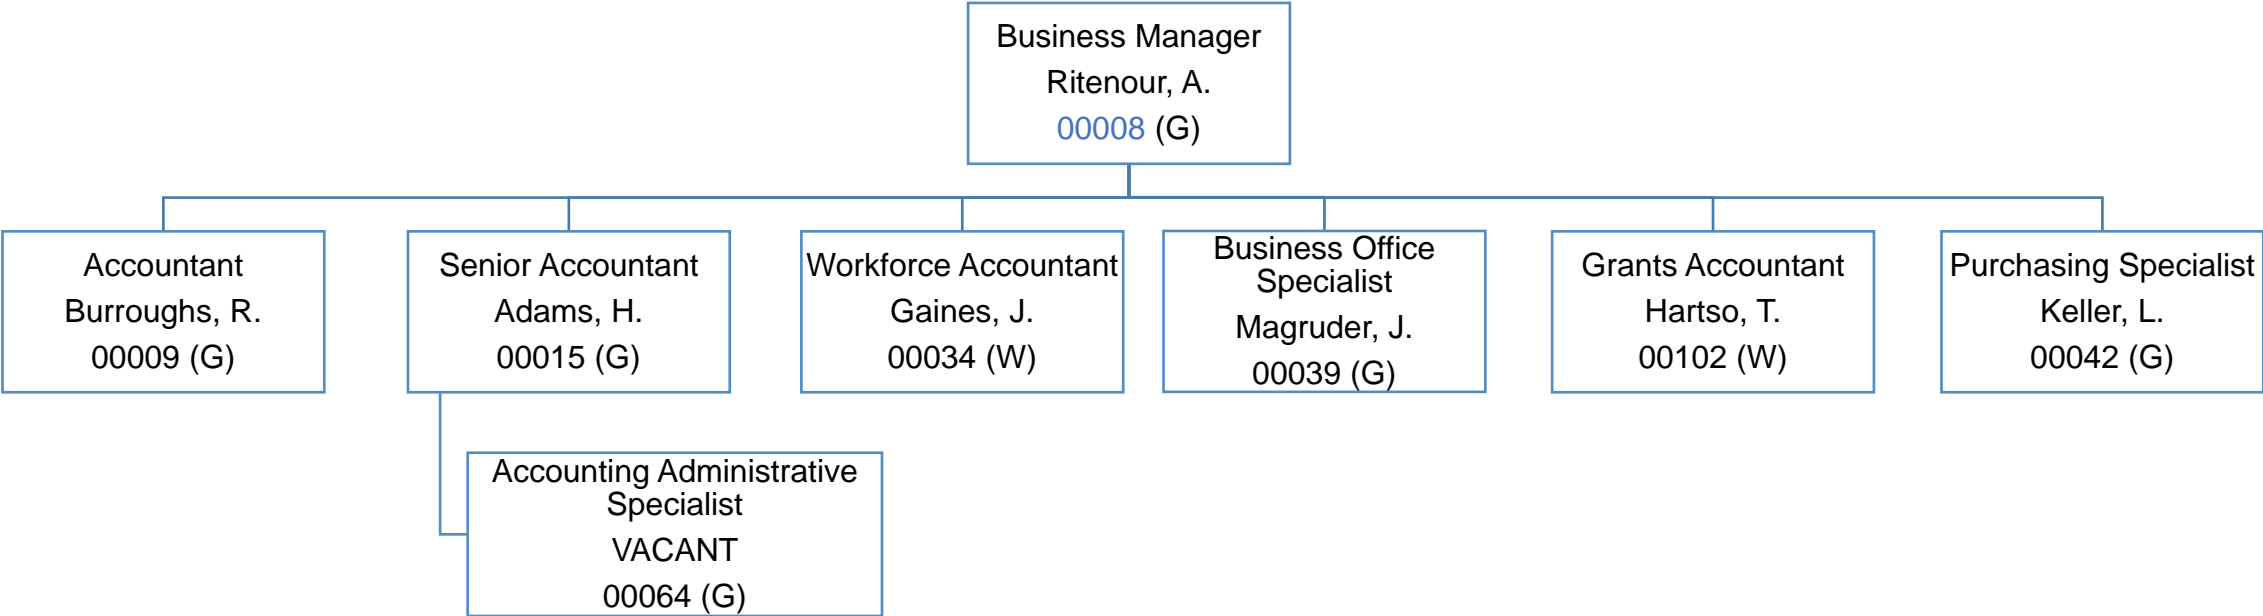 Business Manager
Ritenour, A.
00008 (G)
Accountant
Burroughs, R.
00009 (G)
Senior Accountant
Adams, H.
00015 (G)
Workforce Accountant
Gaines, J.
00034 (W)
Business Office
Specialist
Magruder, J.
00039 (G)
Grants Accountant
Hartso, T.
00102 (W)
Purchasing Specialist
Keller, L.
00042 (G)
Accounting Administrative
Specialist
VACANT
00064 (G)